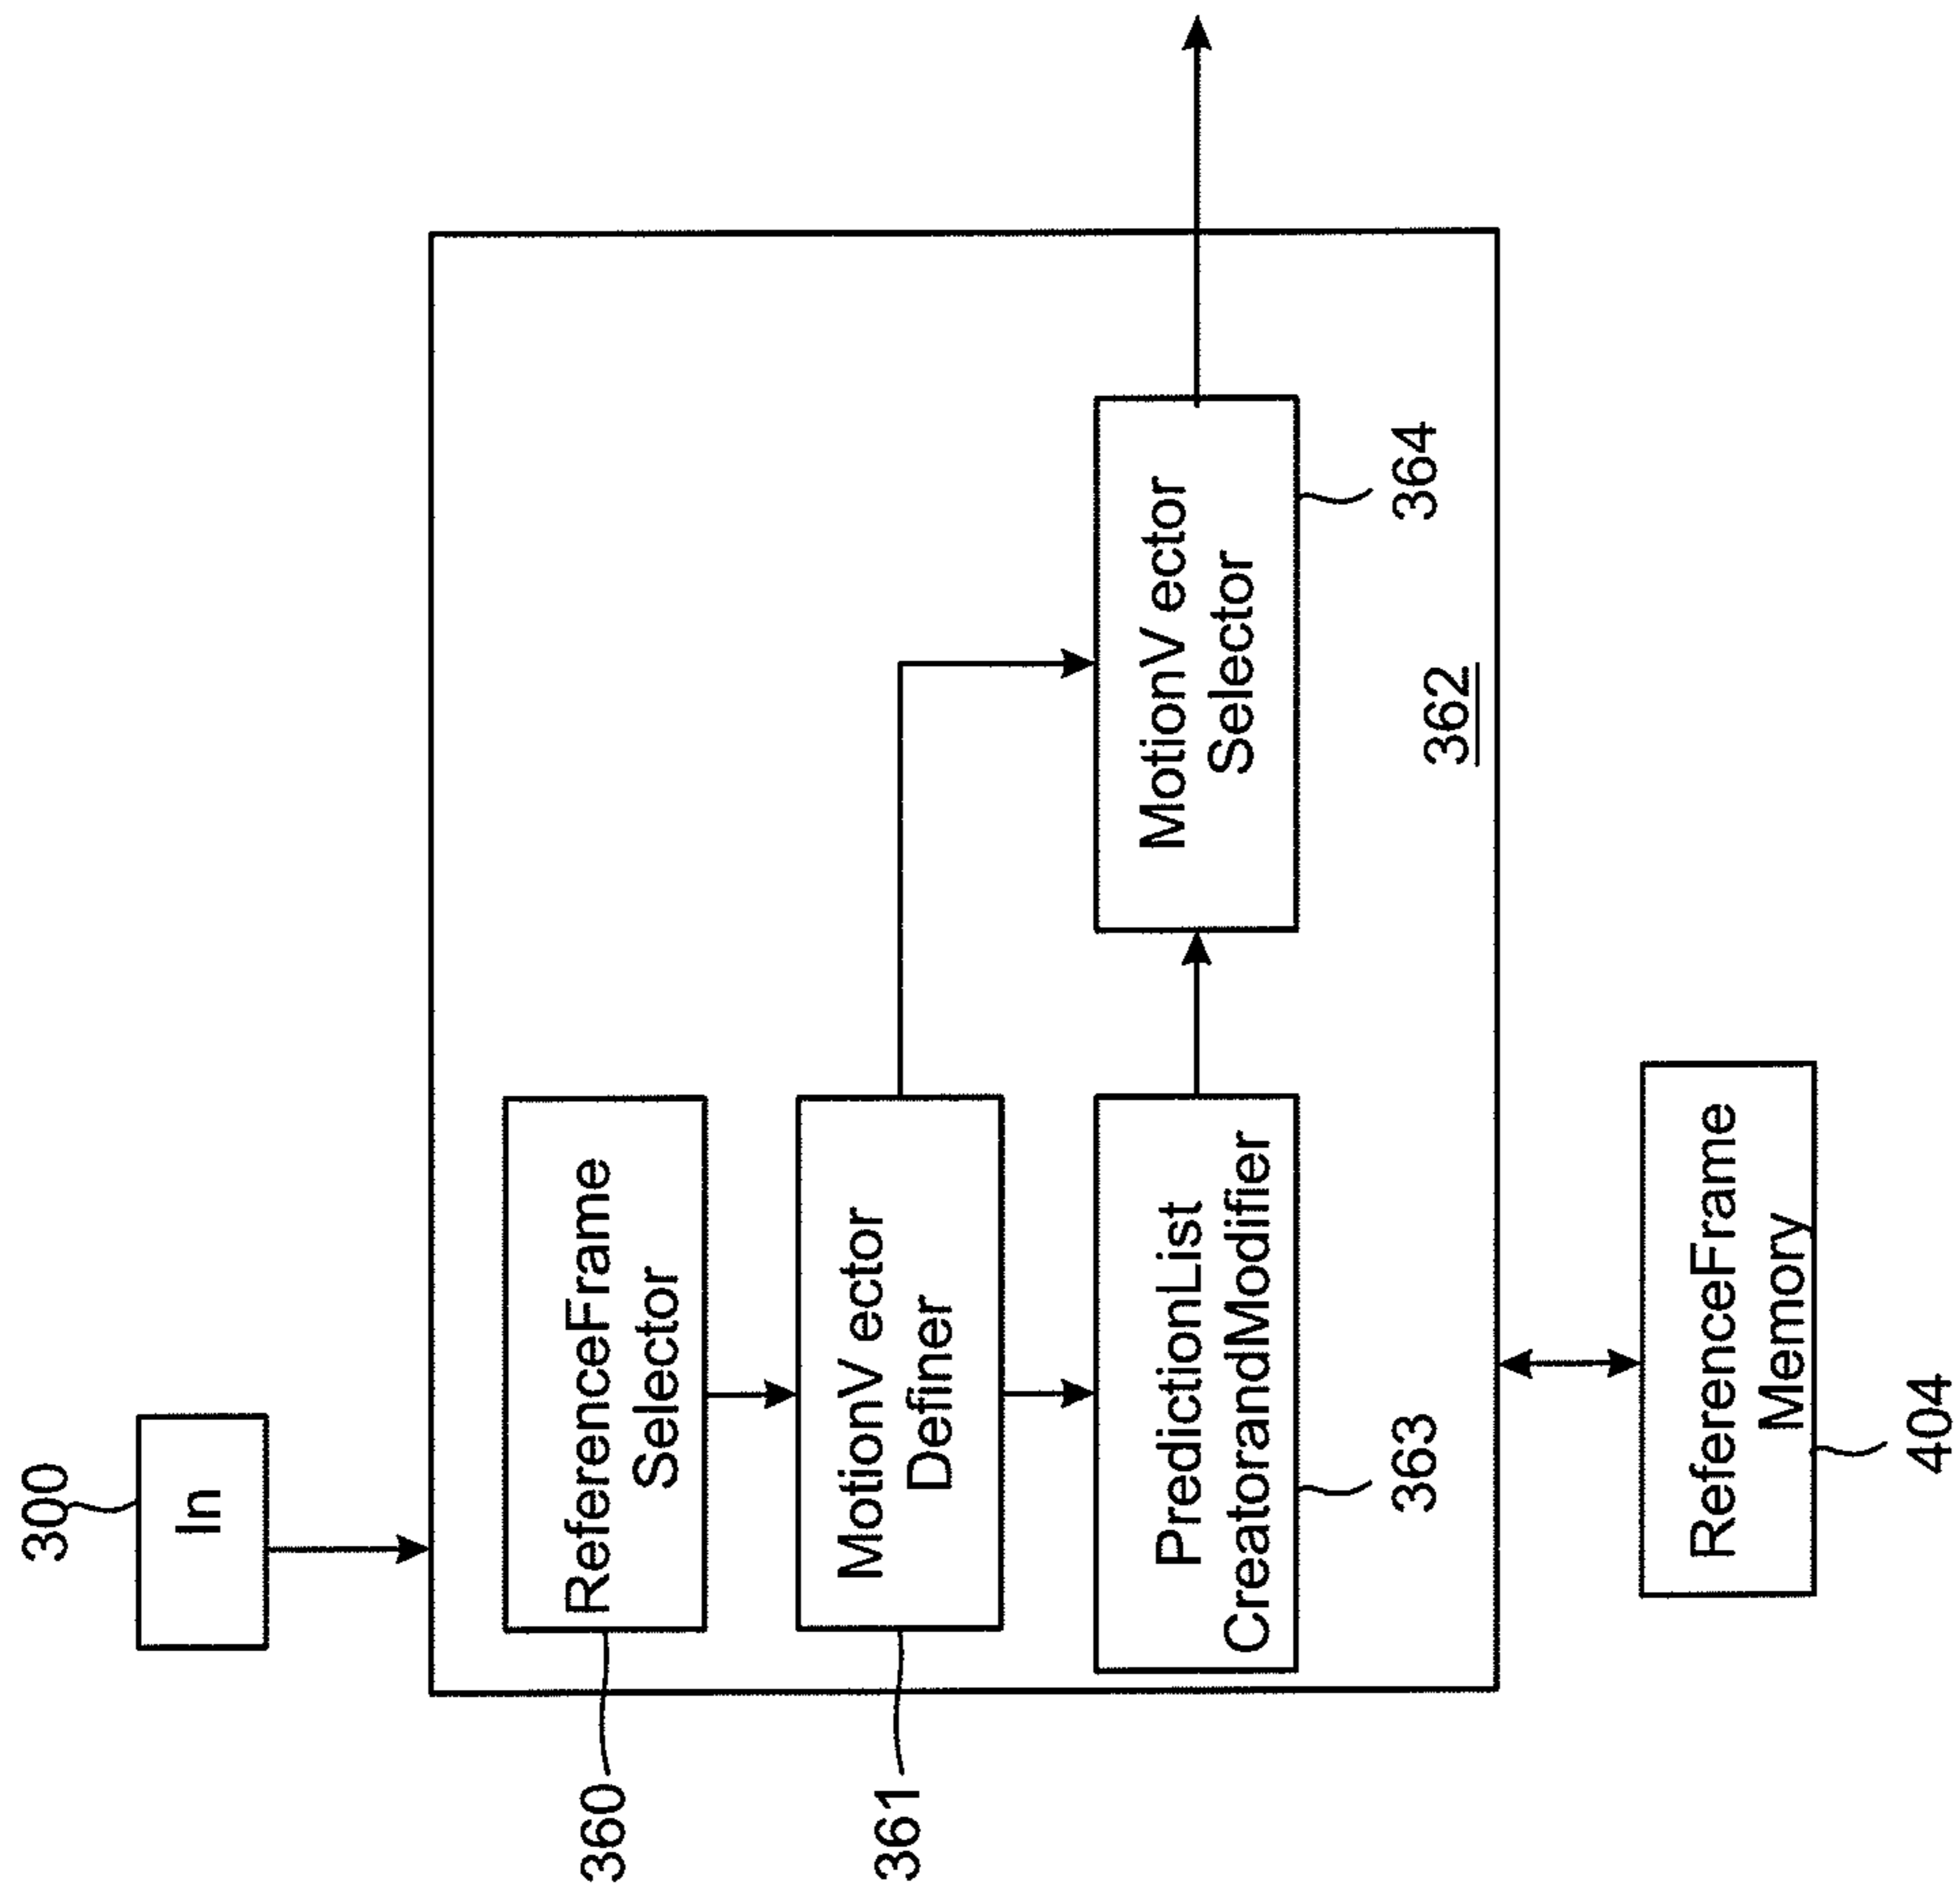 300
In
360
ReferenceFrame
Selector
361
MotionV ector
Definer
PredictionList
CreatorandModifier
363
MotionV ector
Selector
364
362
ReferenceFrame
Memory
404